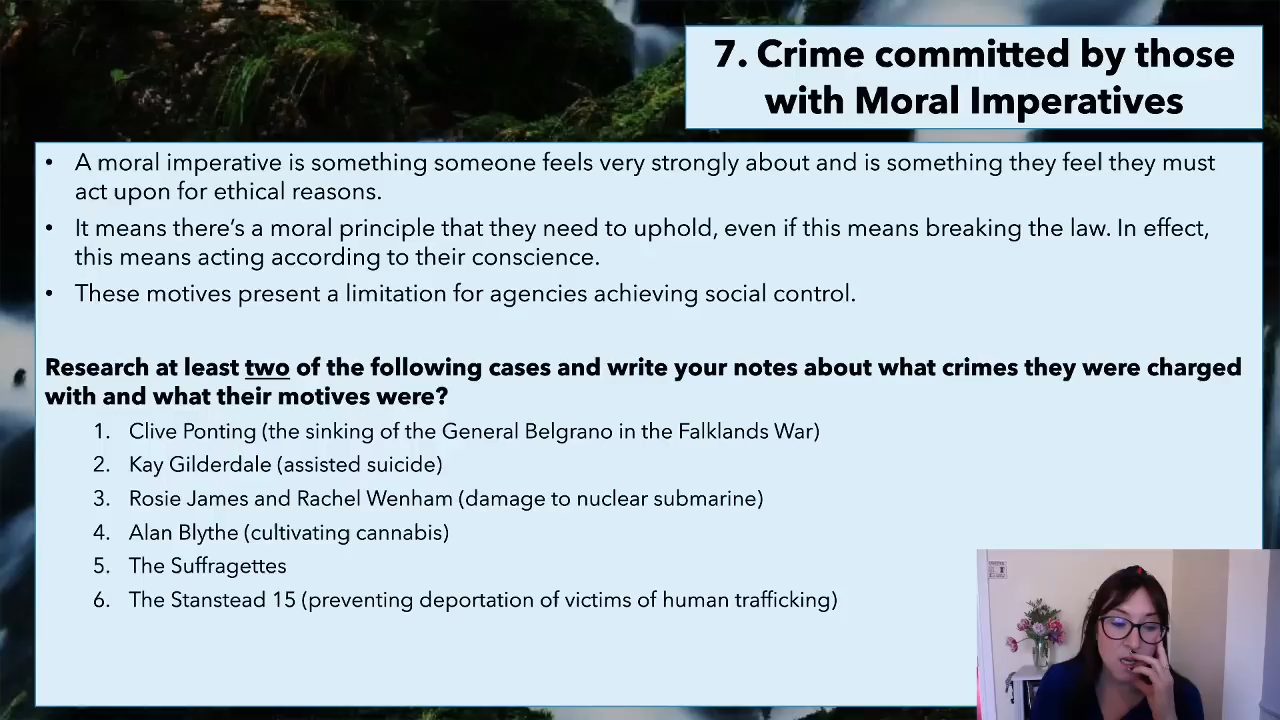 7. Crime committed by those
with Moral Imperatives
• A moral imperative is something someone feels very strongly about and is something they feel they must
act upon for ethical reasons.
• It means there's a moral principle that they need to uphold, even if this means breaking the law. In effect,
this means acting according to their conscience.
• These motives present a limitation for agencies achieving social control.
Research at least two of the following cases and write your notes about what crimes they were charged
with and what their motives were?
1. Clive Ponting (the sinking of the General Belgrano in the Falklands War)
2. Kay Gilderdale (assisted suicide)
3. Rosie James and Rachel Wenham (damage to nuclear submarine)
4. Alan Blythe (cultivating cannabis)
5. The Suffragettes
6. The Stanstead 15 (preventing deportation of victims of human trafficking)